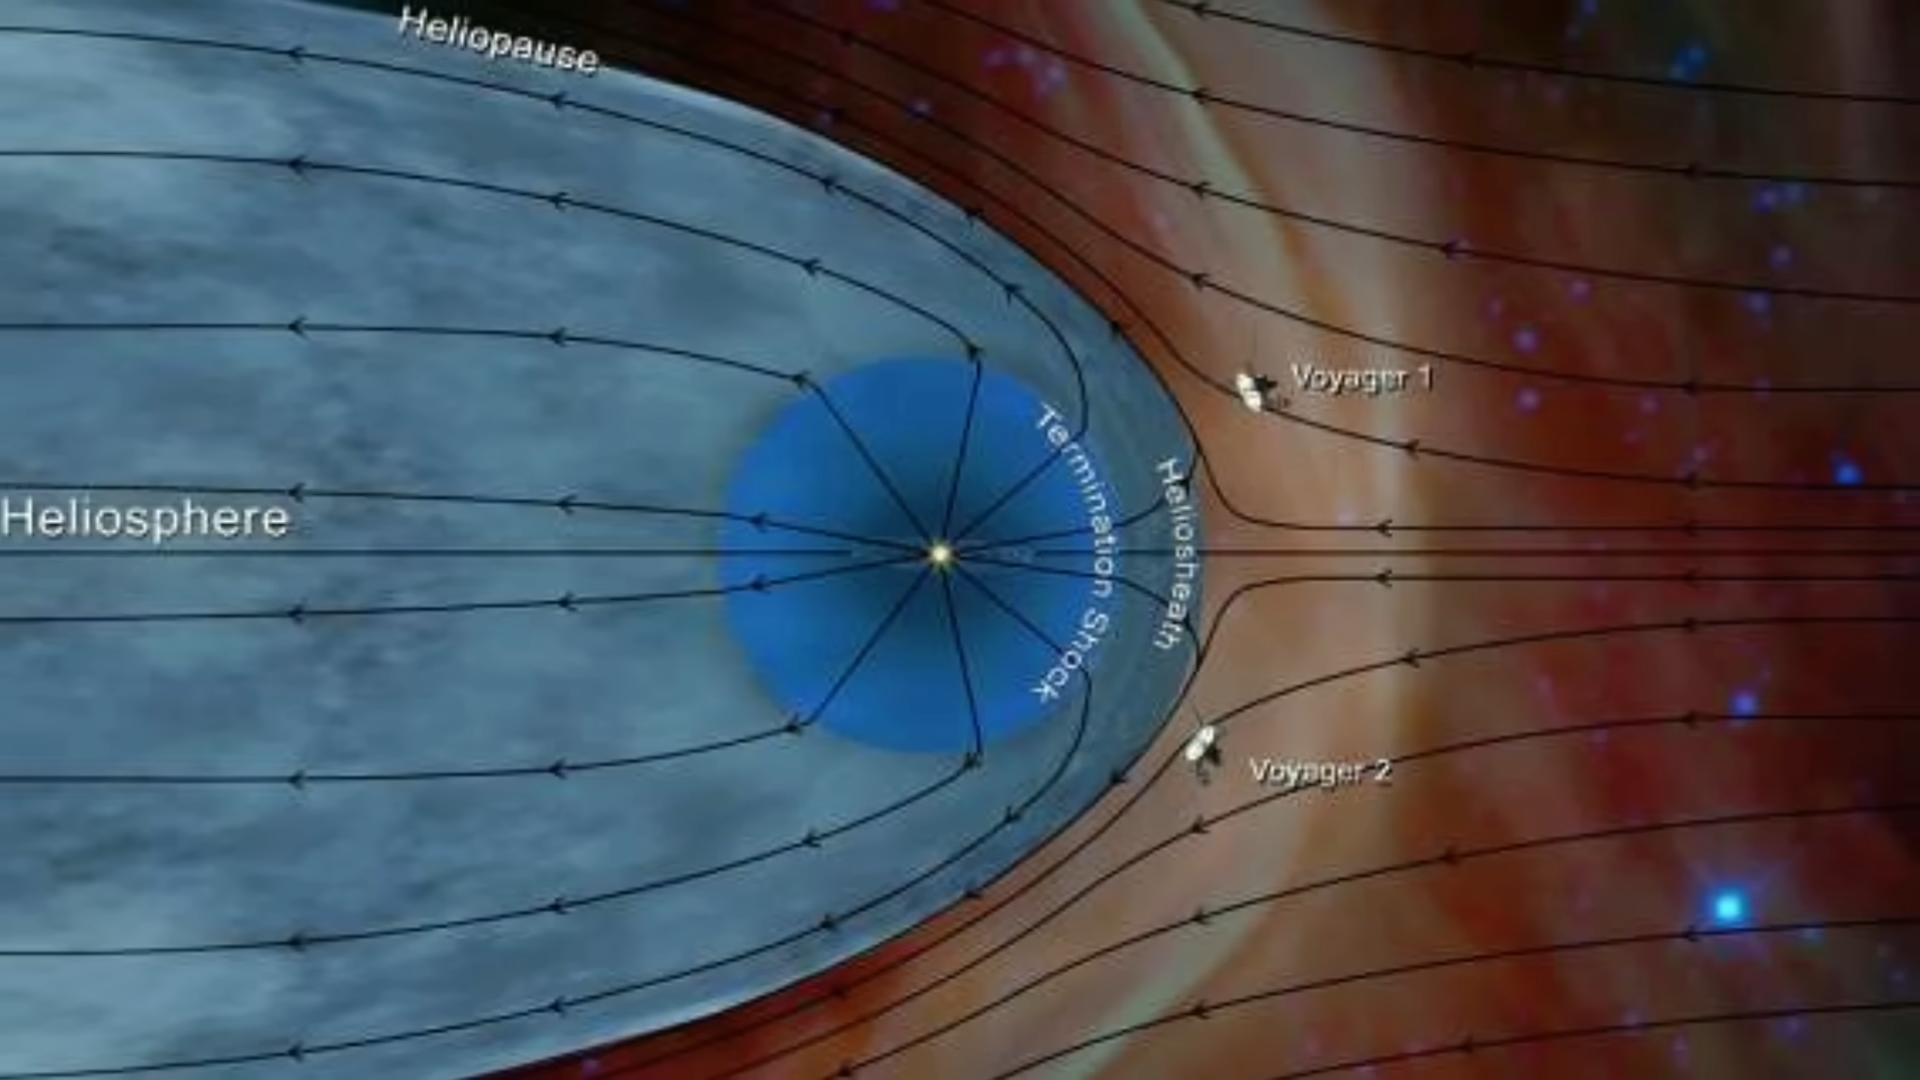 Heliopause
Voyager 1
Termination Shock
Heliosheath
Heliosphere
Voyager 2